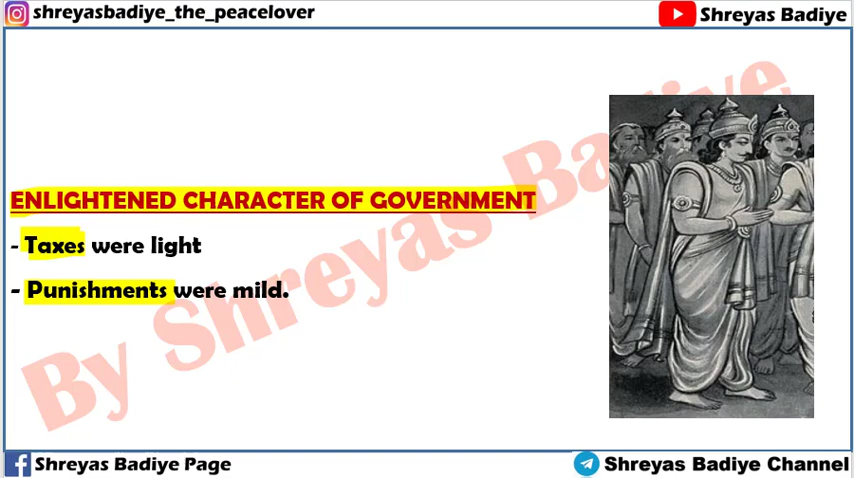 shreyasbadiye_the_peacelover
Shreyas Badiye
ENLIGHTENED CHARACTER OF GOVERNMENT
- Taxes were light
- Punishments were mild.
By Shreyas Badiye
Shreyas Badiye Page
Shreyas Badiye Channel